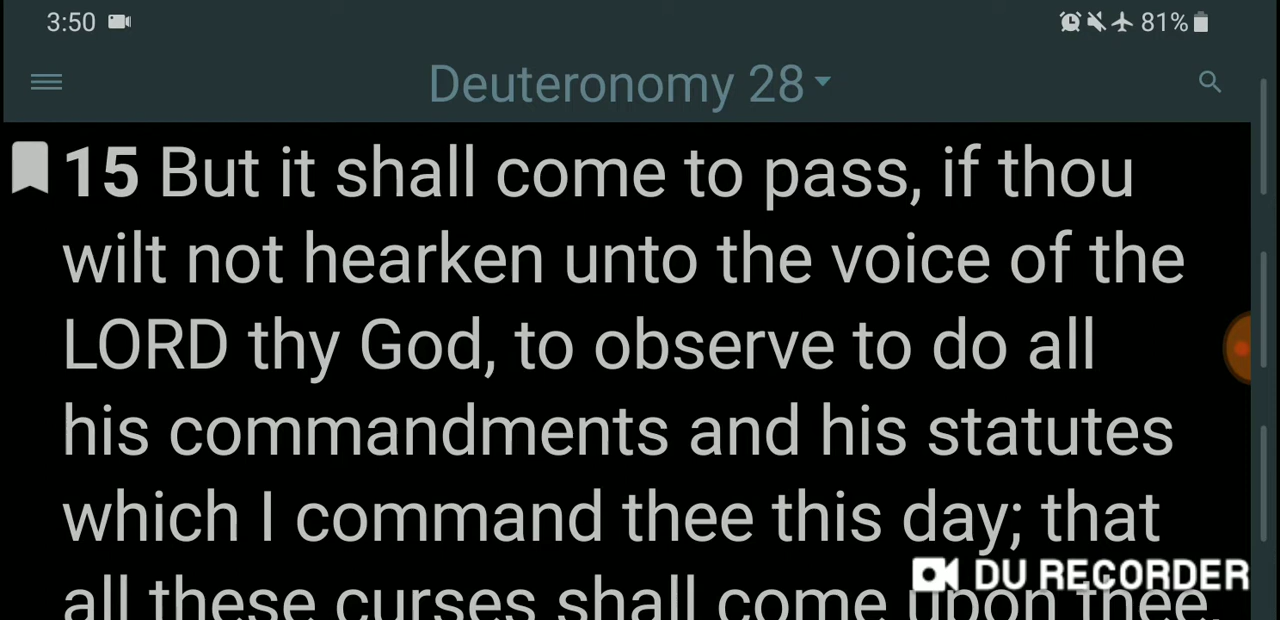 3:50 81%
Deuteronomy 28
15 But it shall come to pass, if thou
wilt not hearken unto the voice of the
LORD thy God, to observe to do all
his commandments and his statutes
which I command thee this day; that
DU RECORDER
all these curses shall come upon thee,